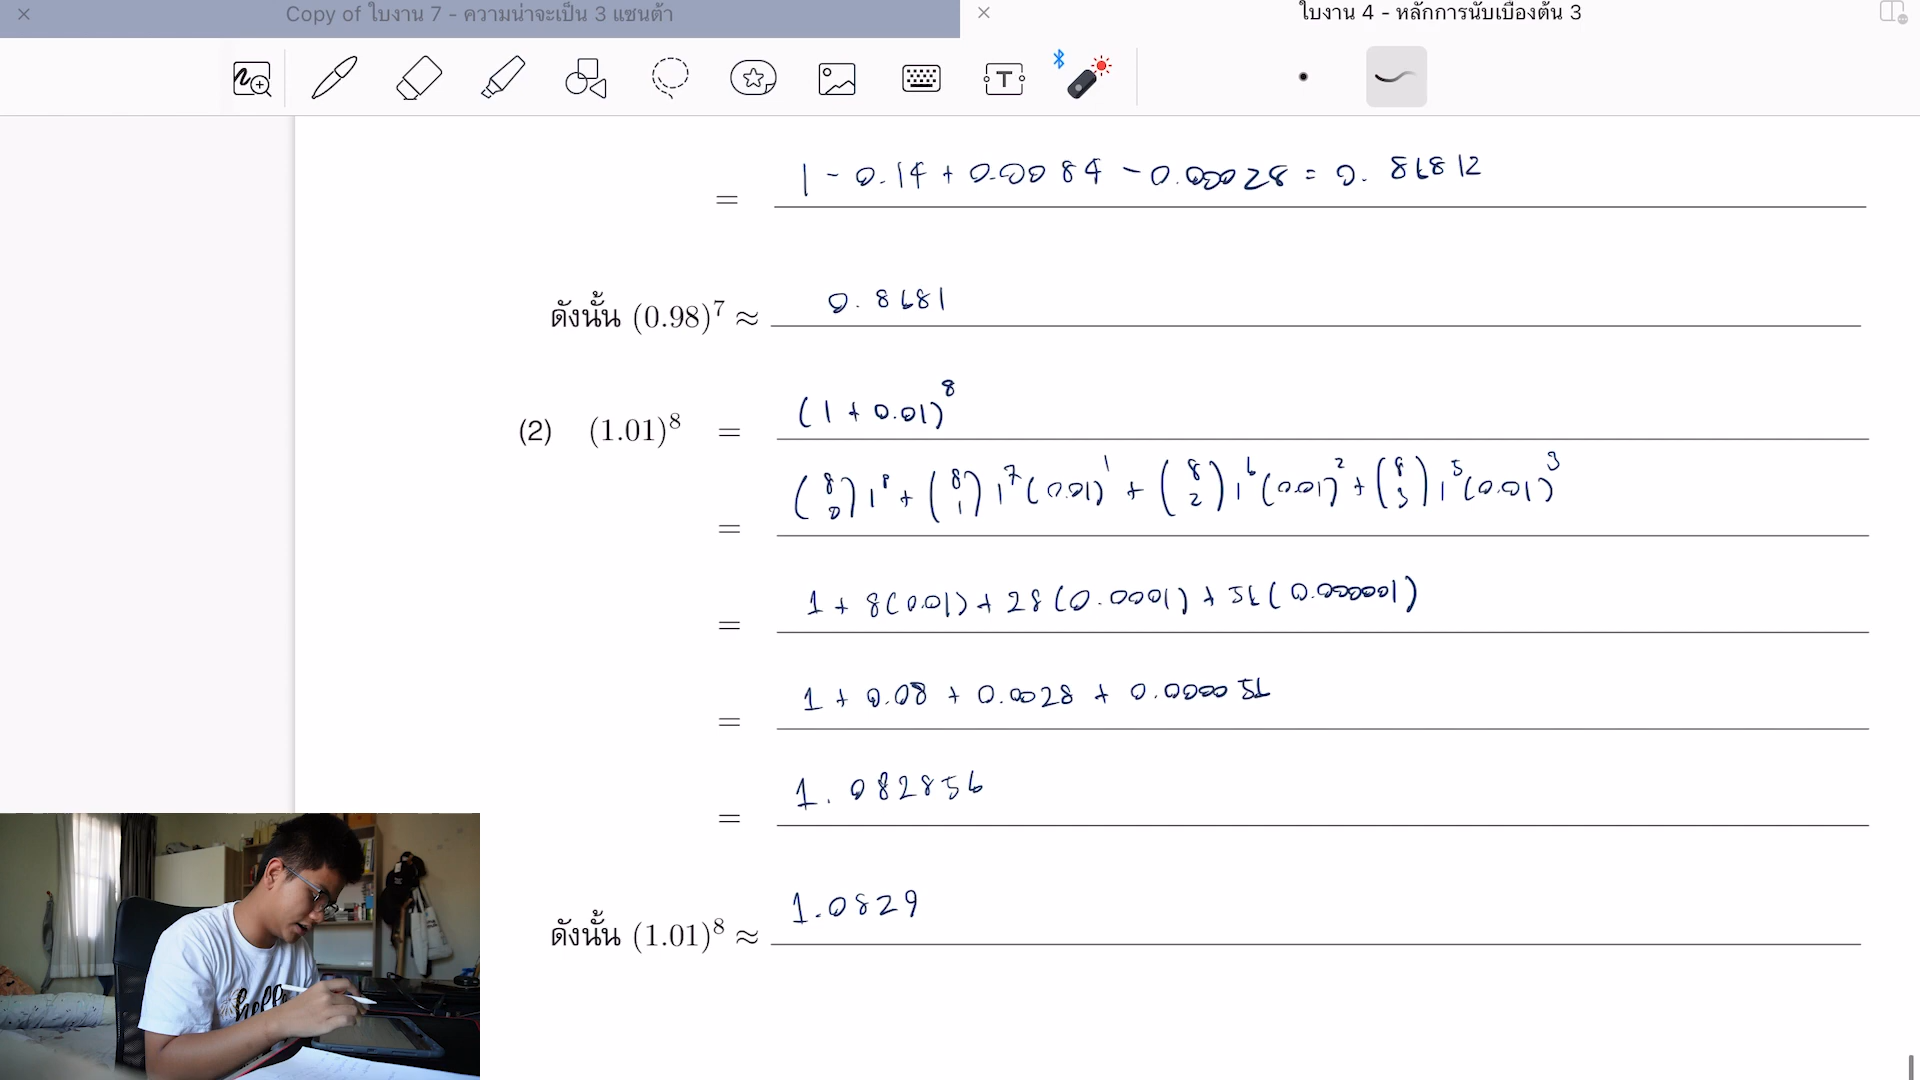 Copy of ใบงาน 7 - ความน่าจะเป็น 3 แซนต้า
ใบงาน 4 - หลักการนับเบื้องต้น 3
= 1 - 0.14 + 0.0084 - 0.00028 = 0.86812
ดังนั้น (0.98)^7 ≈ 0.8681
(2) (1.01)^8 = (1 + 0.01)^8
= (8 0) 1^8 + (8 1) 1^7 (0.01)^1 + (8 2) 1^6 (0.01)^2 + (8 3) 1^5 (0.01)^3
= 1 + 8(0.01) + 28(0.0001) + 56(0.000001)
= 1 + 0.08 + 0.0028 + 0.000056
= 1.082856
ดังนั้น (1.01)^8 ≈ 1.0829
hello